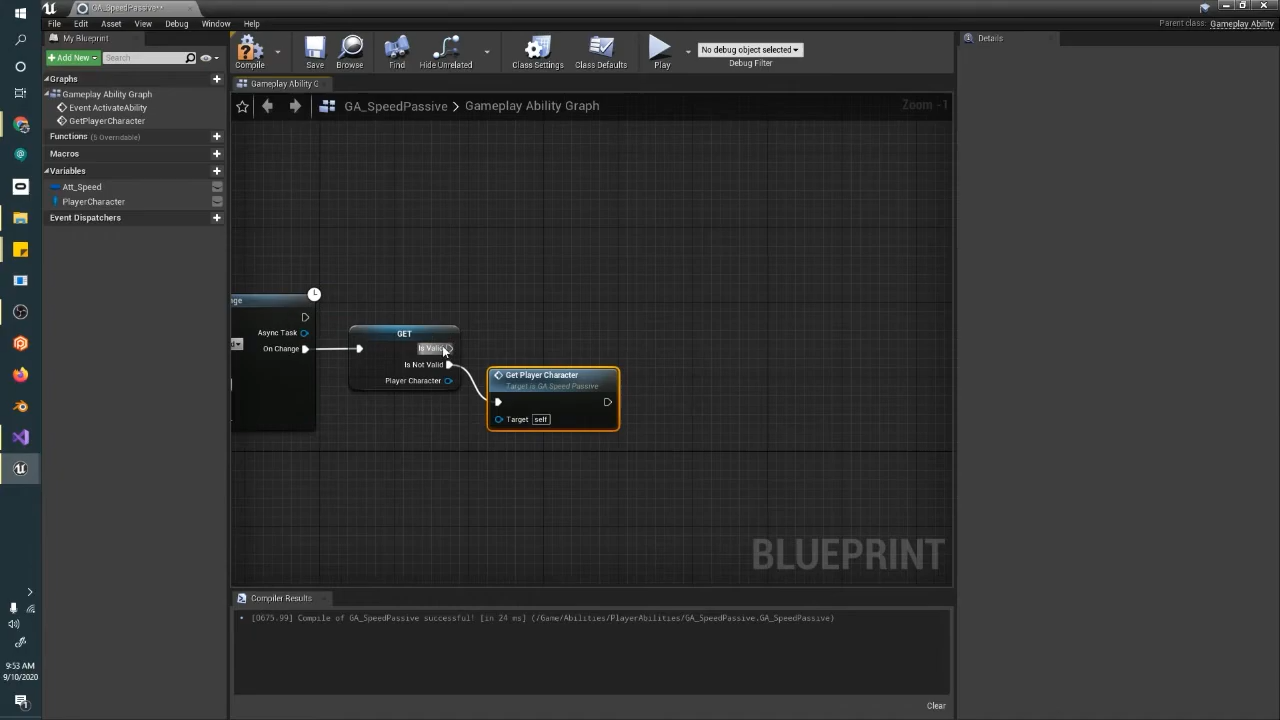 GA_SpeedPassive*
File Edit Asset View Debug Window Help
Parent class: Gameplay Ability
My Blueprint
Add New
Search
Compile
Save
Browse
Find
Hide Unrelated
Class Settings
Class Defaults
Play
No debug object selected
Debug Filter
Details
Graphs
Gameplay Ability Graph
Event ActivateAbility
GetPlayerCharacter
Functions (5 Overridable)
Macros
Variables
Att_Speed
PlayerCharacter
Event Dispatchers
Gameplay Ability G
GA_SpeedPassive > Gameplay Ability Graph
Zoom -1
Async Task
On Change
GET
Is Valid
Is Not Valid
Player Character
Get Player Character
Target is GA Speed Passive
Target self
BLUEPRINT
Compiler Results
[0675.99] Compile of GA_SpeedPassive successful! [in 24 ms] (/Game/Abilities/PlayerAbilities/GA_SpeedPassive.GA_SpeedPassive)
Clear
9:53 AM
9/10/2020